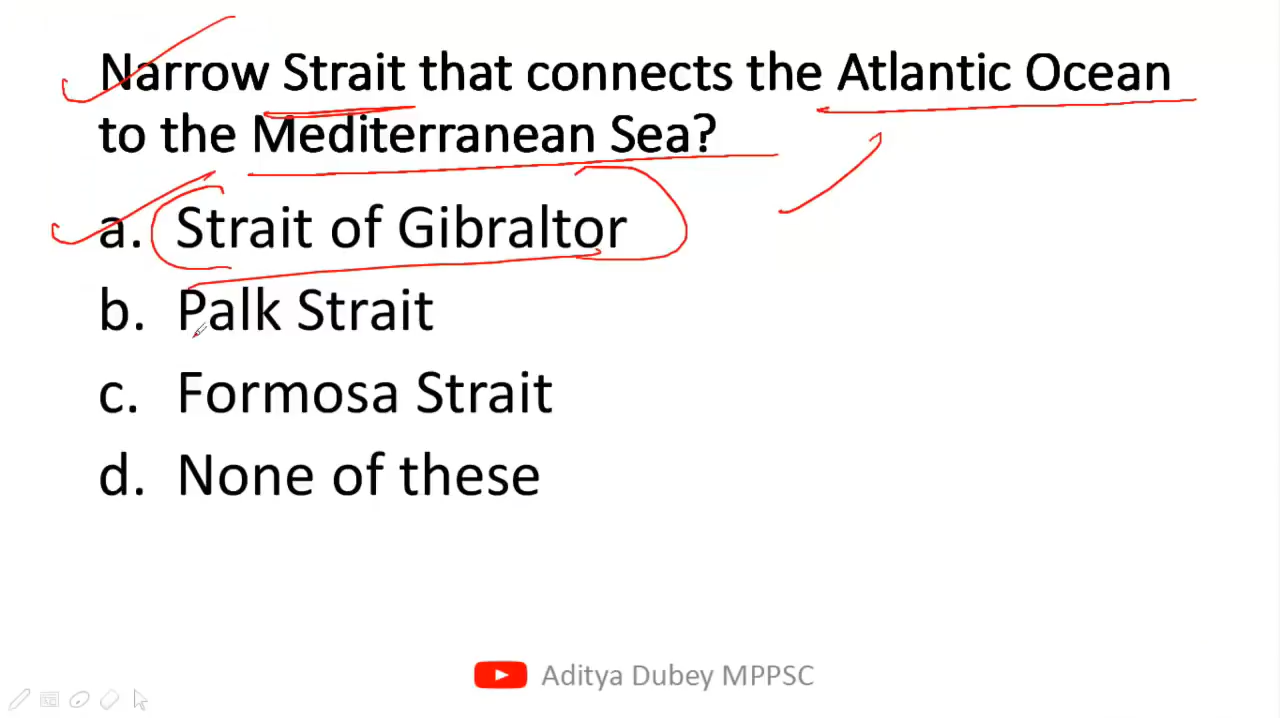 Narrow Strait that connects the Atlantic Ocean
to the Mediterranean Sea?
a. Strait of Gibraltor
b. Palk Strait
c. Formosa Strait
d. None of these
Aditya Dubey MPPSC